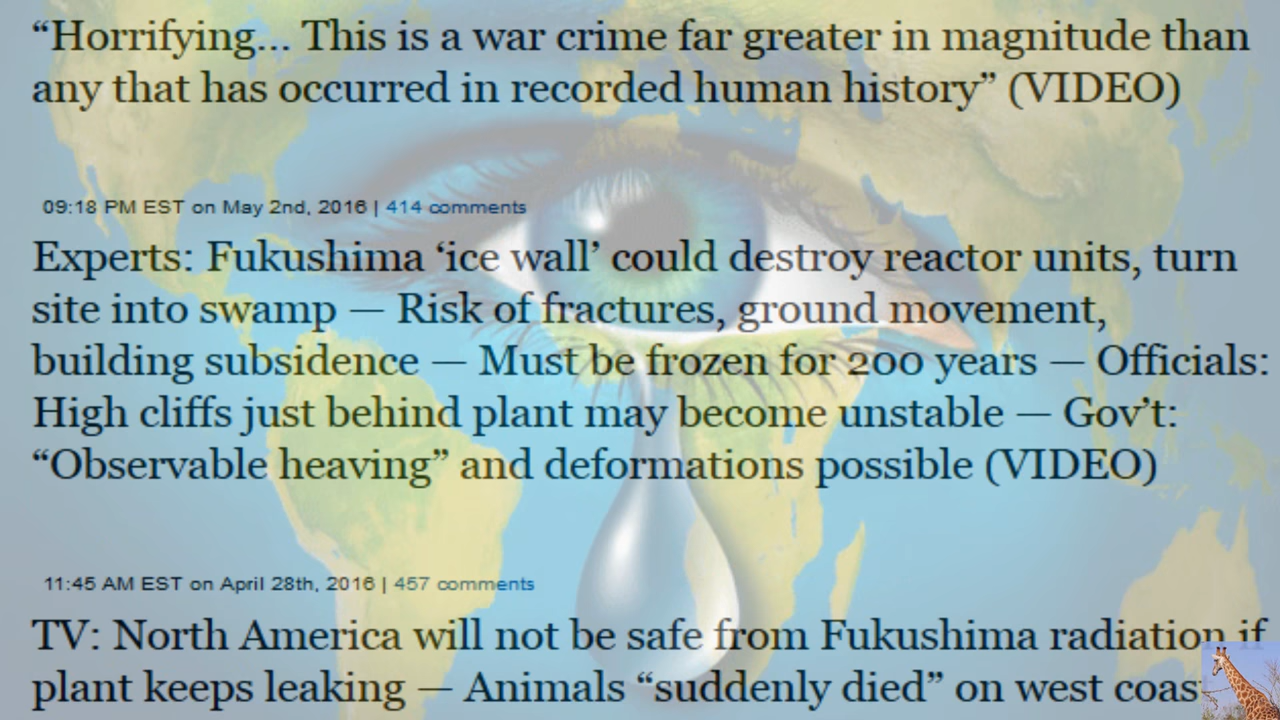 “Horrifying… This is a war crime far greater in magnitude than
any that has occurred in recorded human history” (VIDEO)
09:18 PM EST on May 2nd, 2016 | 414 comments
Experts: Fukushima ‘ice wall’ could destroy reactor units, turn
site into swamp — Risk of fractures, ground movement,
building subsidence — Must be frozen for 200 years — Officials:
High cliffs just behind plant may become unstable — Gov’t:
“Observable heaving” and deformations possible (VIDEO)
11:45 AM EST on April 28th, 2016 | 457 comments
TV: North America will not be safe from Fukushima radiation if
plant keeps leaking — Animals “suddenly died” on west